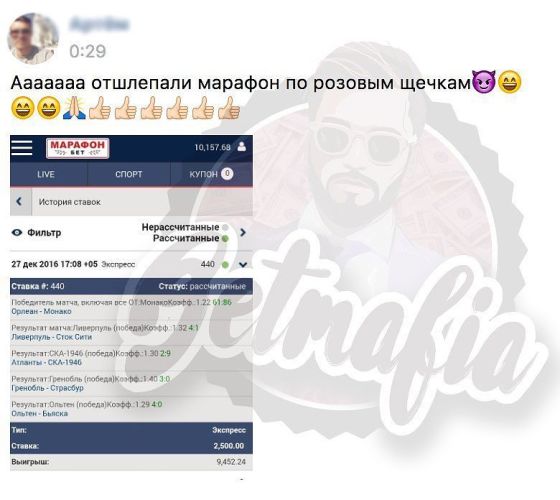 Артём
0:29
Ааааааа отшлепали марафон по розовым щечкам😈😄
😄😄🙏👍🏻👍🏻👍🏻👍🏻👍🏻👍🏻
МАРАФОН
БЕТ
10,157.68
LIVE СПОРТ КУПОН 0
История ставок
Фильтр
Нерассчитанные
Рассчитанные
27 дек 2016 17:08 +05 Экспресс 440
Ставка #: 440 Статус: рассчитанные
Победитель матча, включая все ОТ:МонакоКоэфф.:1.22 61:86
Орлеан - Монако
Результат матча:Ливерпуль (победа)Коэфф.:1.32 4:1
Ливерпуль - Сток Сити
Результат:СКА-1946 (победа)Коэфф.:1.30 2:9
Атланты - СКА-1946
Результат:Гренобль (победа)Коэфф.:1.40 3:0
Гренобль - Страсбур
Результат:Ольтен (победа)Коэфф.:1.29 4:0
Ольтен - Бьяска
Тип: Экспресс
Ставка: 2,500.00
Выигрыш: 9,452.24
Betmafia